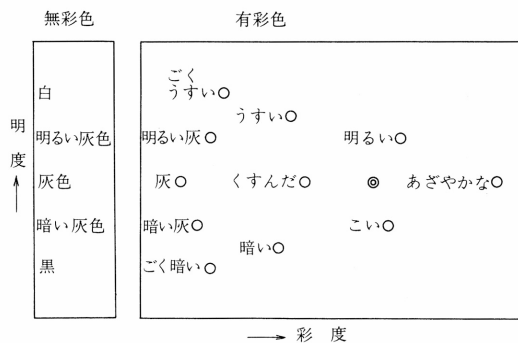 無彩色
有彩色
ごく
白
うすい
うすい
明度
明るい灰色
明るい灰
明るい
灰色
灰
くすんだ
あざやかな
暗い灰色
暗い灰
こい
暗い
黒
ごく暗い
彩度